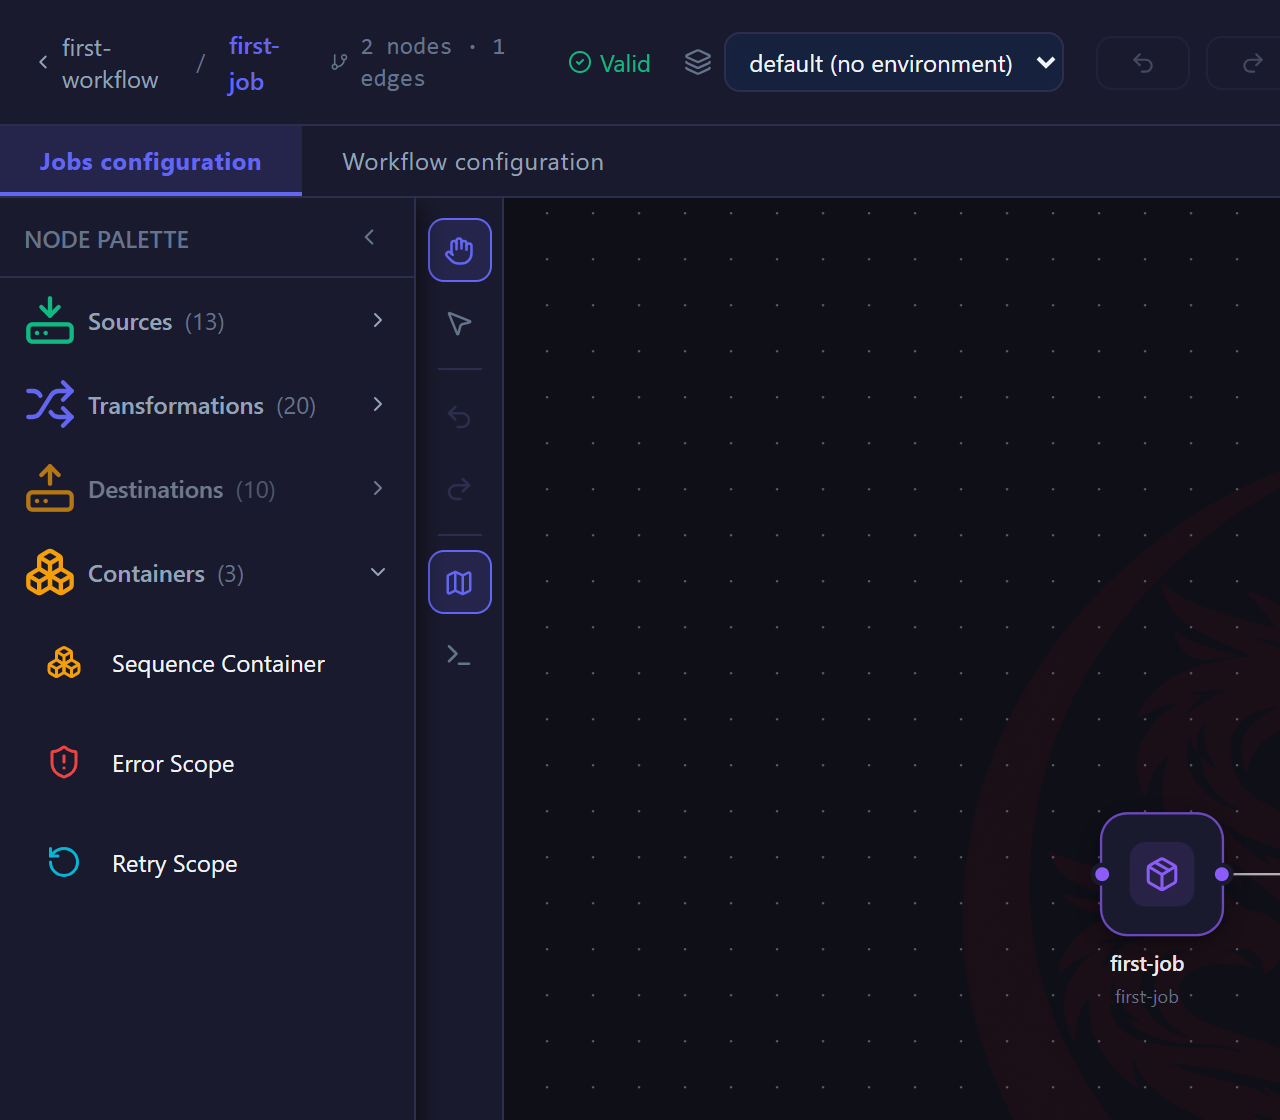 first-workflow
/
first-job
2 nodes · 1 edges
Valid
default (no environment)
Jobs configuration
Workflow configuration
NODE PALETTE
Sources (13)
Transformations (20)
Destinations (10)
Containers (3)
Sequence Container
Error Scope
Retry Scope
first-job
first-job